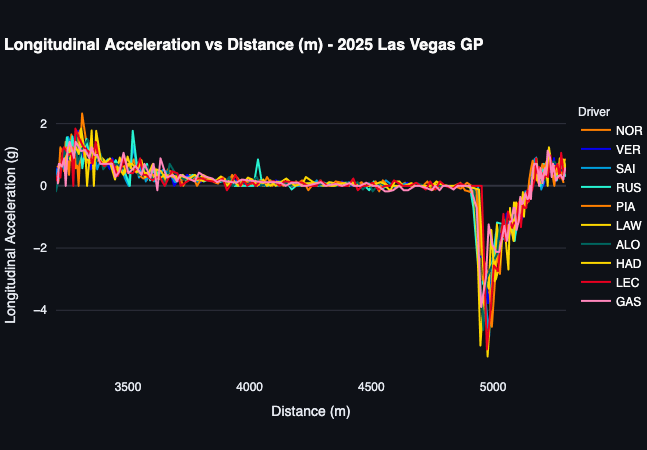 Longitudinal Acceleration vs Distance (m) - 2025 Las Vegas GP
Driver
NOR
VER
SAI
RUS
PIA
LAW
ALO
HAD
LEC
GAS
2
0
−2
−4
Longitudinal Acceleration (g)
3500 4000 4500 5000
Distance (m)